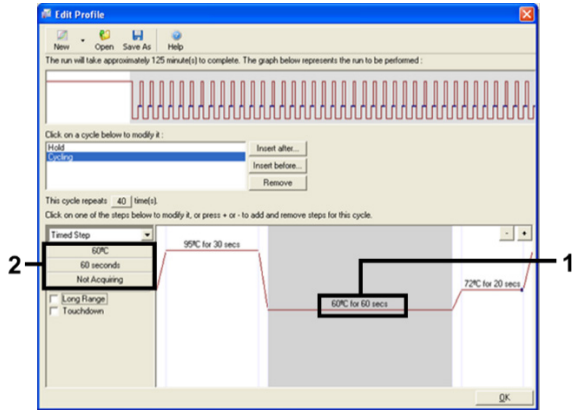 Edit Profile
New Open Save As Help
The run will take approximately 125 minute(s) to complete. The graph below represents the run to be performed :
Click on a cycle below to modify it :
Hold
Cycling
Insert after...
Insert before...
Remove
This cycle repeats 40 time(s).
Click on one of the steps below to modify it, or press + or - to add and remove steps for this cycle.
Timed Step
- +
60ºC
60 seconds
Not Acquiring
Long Range
Touchdown
95ºC for 30 secs
60ºC for 60 secs
72ºC for 20 secs
OK
2
1